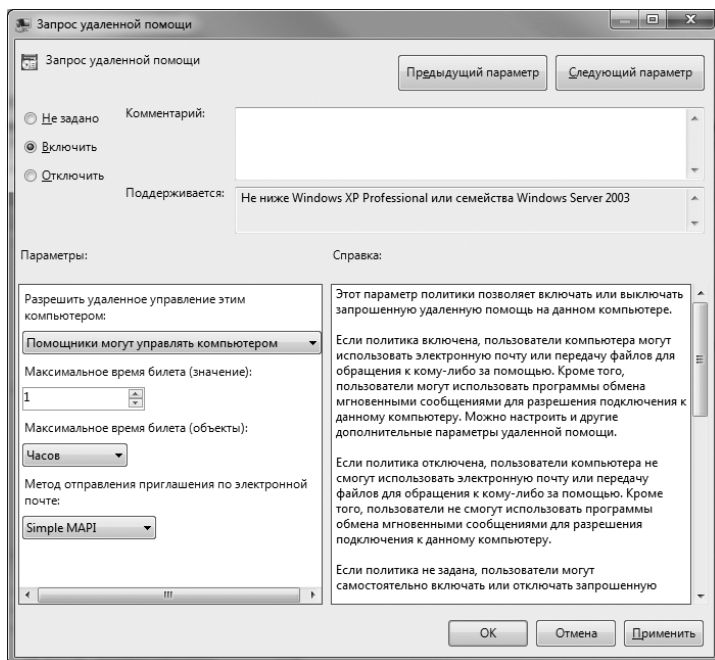 Запрос удаленной помощи
Запрос удаленной помощи
Предыдущий параметр
Следующий параметр
Не задано
Включить
Отключить
Комментарий:
Поддерживается:
Не ниже Windows XP Professional или семейства Windows Server 2003
Параметры:
Справка:
Разрешить удаленное управление этим
компьютером:
Помощники могут управлять компьютером
Максимальное время билета (значение):
1
Максимальное время билета (объекты):
Часов
Метод отправления приглашения по электронной
почте:
Simple MAPI
Этот параметр политики позволяет включать или выключать
запрошенную удаленную помощь на данном компьютере.
Если политика включена, пользователи компьютера могут
использовать электронную почту или передачу файлов для
обращения к кому-либо за помощью. Кроме того,
пользователи могут использовать программы обмена
мгновенными сообщениями для разрешения подключения к
данному компьютеру. Можно настроить и другие
дополнительные параметры удаленной помощи.
Если политика отключена, пользователи компьютера не
смогут использовать электронную почту или передачу
файлов для обращения к кому-либо за помощью. Кроме
того, пользователи не смогут использовать программы
обмена мгновенными сообщениями для разрешения
подключения к данному компьютеру.
Если политика не задана, пользователи могут
самостоятельно включать или отключать запрошенную
OK
Отмена
Применить